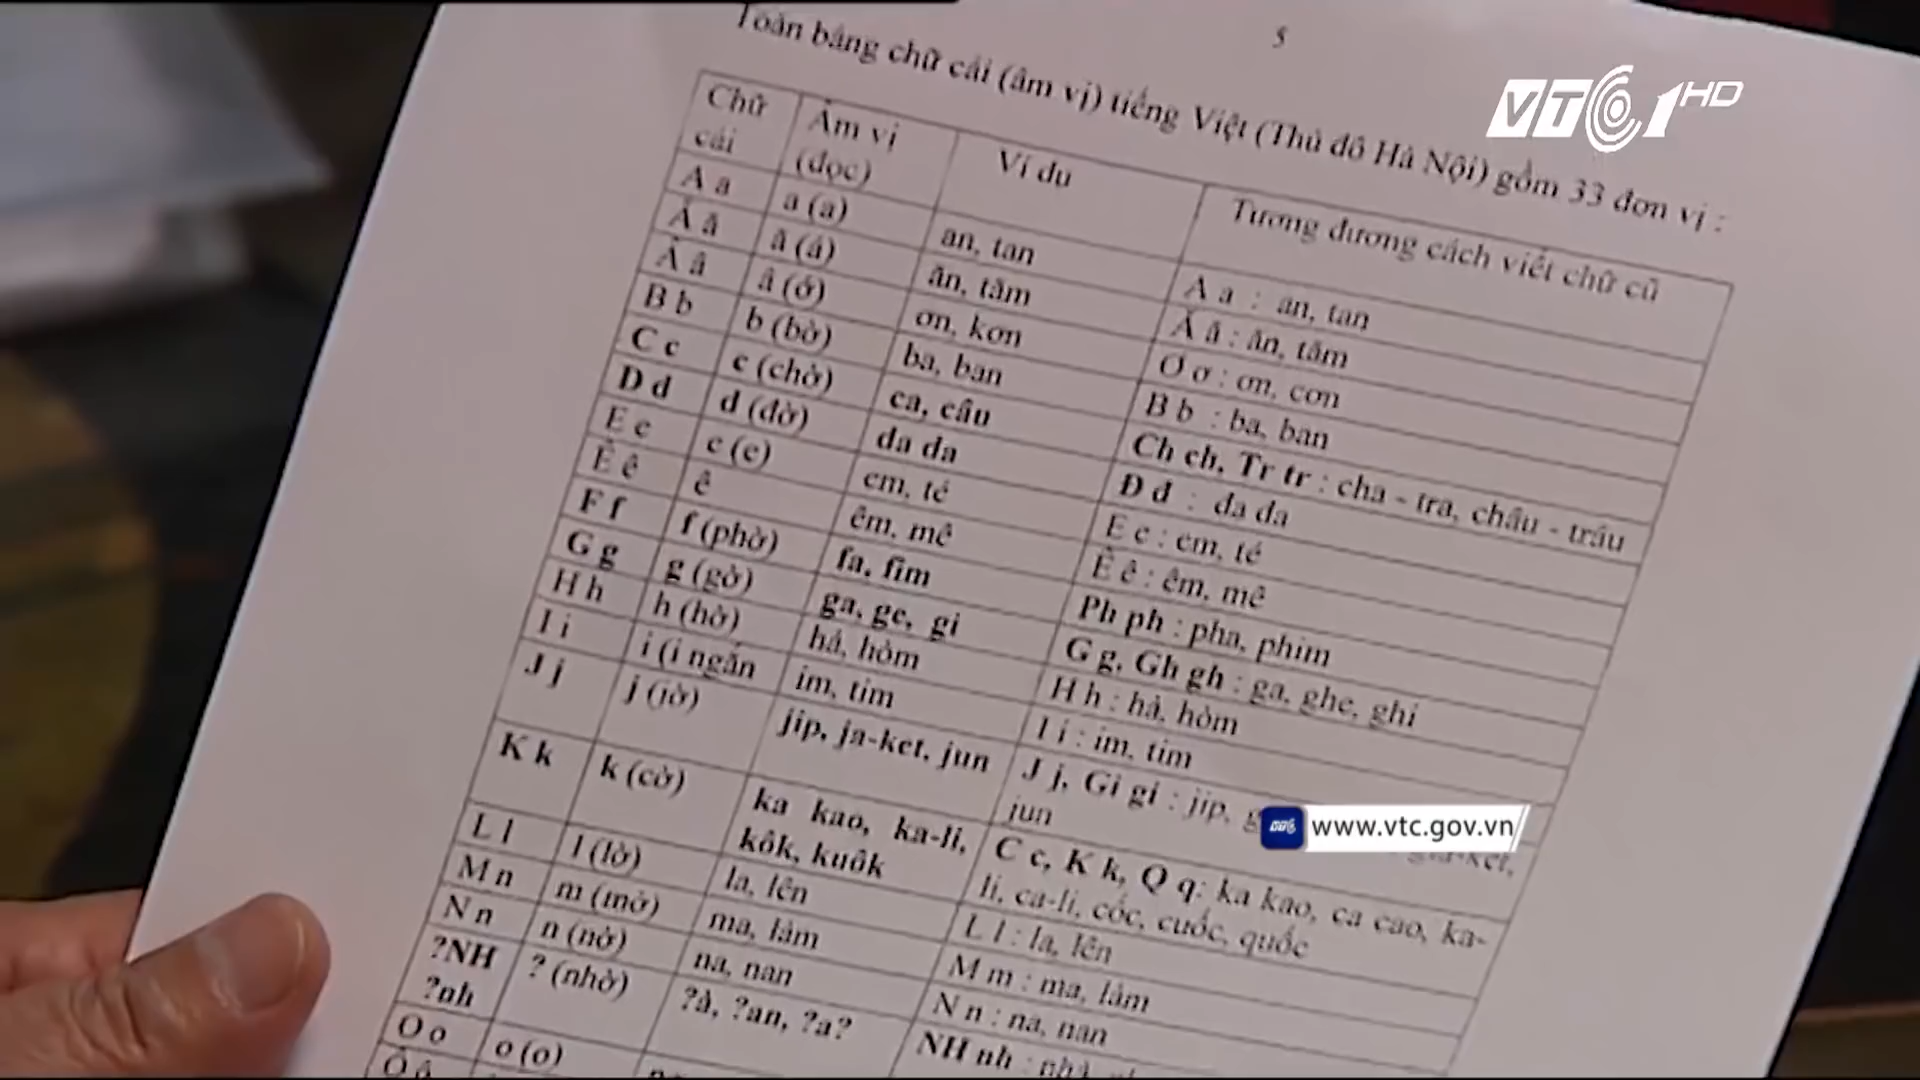 5
VTC1 HD
Toàn bảng chữ cái (âm vị) tiếng Việt (Thủ đô Hà Nội) gồm 33 đơn vị :
Chữ cái Âm vị (đọc) Ví dụ Tương đương cách viết chữ cũ
A a a (a) an, tan A a : an, tan
Ă ă ă (á) ăn, tăm Ă ă : ăn, tăm
Â â â (ớ) ơn, kơn Ơ ơ : ơn, cơn
B b b (bờ) ba, ban B b : ba, ban
C c c (chờ) ca, câu Ch ch, Tr tr : cha - tra, châu - trâu
D d d (đờ) da da Đ đ : da da
E e e (e) em, té E e : em, té
Ê ê ê êm, mê Ê ê : êm, mê
F f f (phờ) fa, fim Ph ph : pha, phim
G g g (gờ) ga, ge, gi G g, Gh gh : ga, ghe, ghi
H h h (hờ) hả, hòm H h : hả, hòm
I i i (i ngắn im, tim I i : im, tim
J j j (jờ) jip, ja-ket, jun J j, Gi gi : jip,
jun
K k k (cờ) ka kao, ka-li, kôk, kuôk C c, K k, Q q: ka kao, ca cao, ka-
li, ca-li, cốc, cuốc, quốc
L l l (lờ) la, lên L l : la, lên
M n m (mờ) ma, làm M m : ma, làm
N n n (nờ) na, nan N n : na, nan
?NH ?nh ? (nhờ) ?à, ?an, ?a? NH nh :
O o o (o)
www.vtc.gov.vn